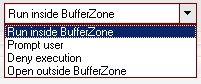 Run inside BufferZone
Run inside BufferZone
Prompt user
Deny execution
Open outside BufferZone